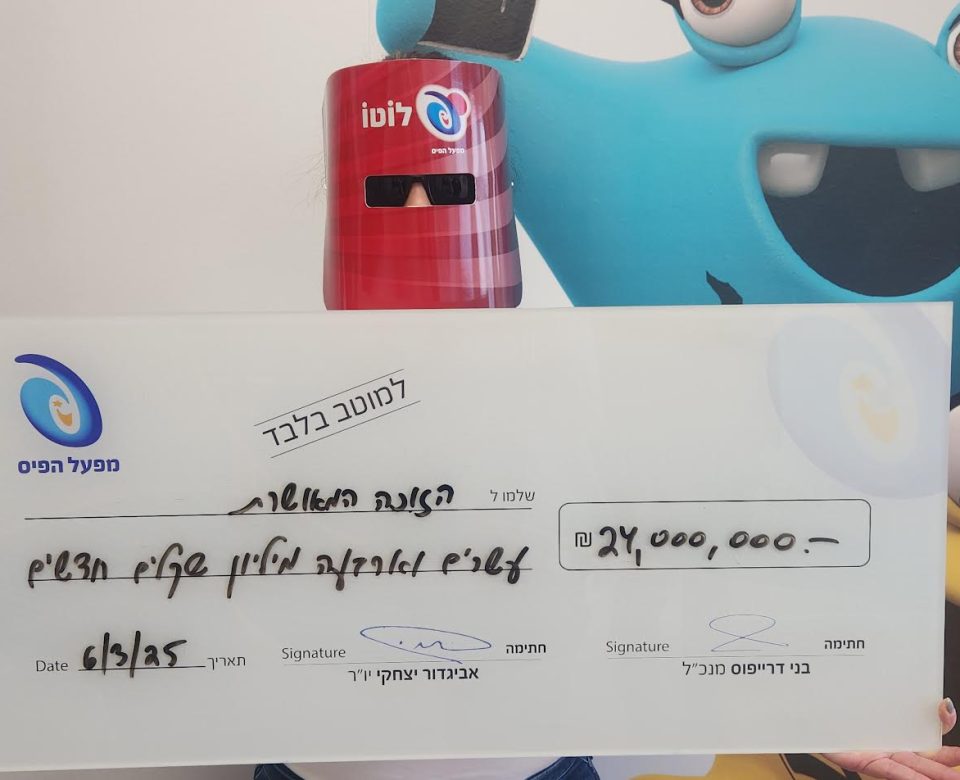 לוטו
מפעל הפיס
מפעל הפיס
למוטב בלבד
שלמו ל הזוכה המאושרת
₪ 24,000,000.–
עשרים וארבעה מיליון שקלים חדשים
Date 6/3/25 תאריך
Signature חתימה
אביגדור יצחקי יו״ר
Signature חתימה
בני דרייפוס מנכ״ל